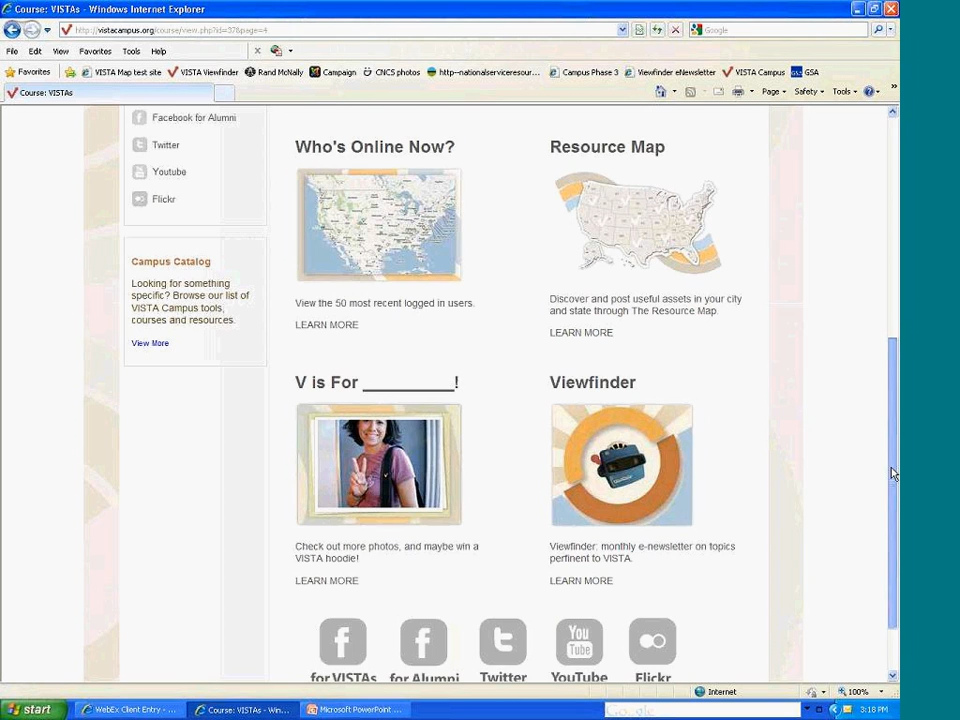 Course: VISTAs - Windows Internet Explorer
http://vistacampus.org/course/view.php?id=37&page=4
Google
File Edit View Favorites Tools Help
Favorites VISTA Map test site VISTA Viewfinder Rand McNally Campaign CNCS photos http--nationalserviceresour... Campus Phase 3 Viewfinder eNewsletter VISTA Campus GSA
Course: VISTAs
Page Safety Tools
Facebook for Alumni
Twitter
Youtube
Flickr
Campus Catalog
Looking for something
specific? Browse our list of
VISTA Campus tools,
courses and resources.
View More
Who's Online Now?
View the 50 most recent logged in users.
LEARN MORE
Resource Map
Discover and post useful assets in your city
and state through The Resource Map.
LEARN MORE
V is For __________!
Check out more photos, and maybe win a
VISTA hoodie!
LEARN MORE
Viewfinder
Viewfinder: monthly e-newsletter on topics
perfinent to VISTA.
LEARN MORE
You
Tube
for VISTAs for Alumni Twitter YouTube Flickr
Internet 100%
start WebEx Client Entry - ... Course: VISTAs - Win... Microsoft PowerPoint ... Google 3:18 PM